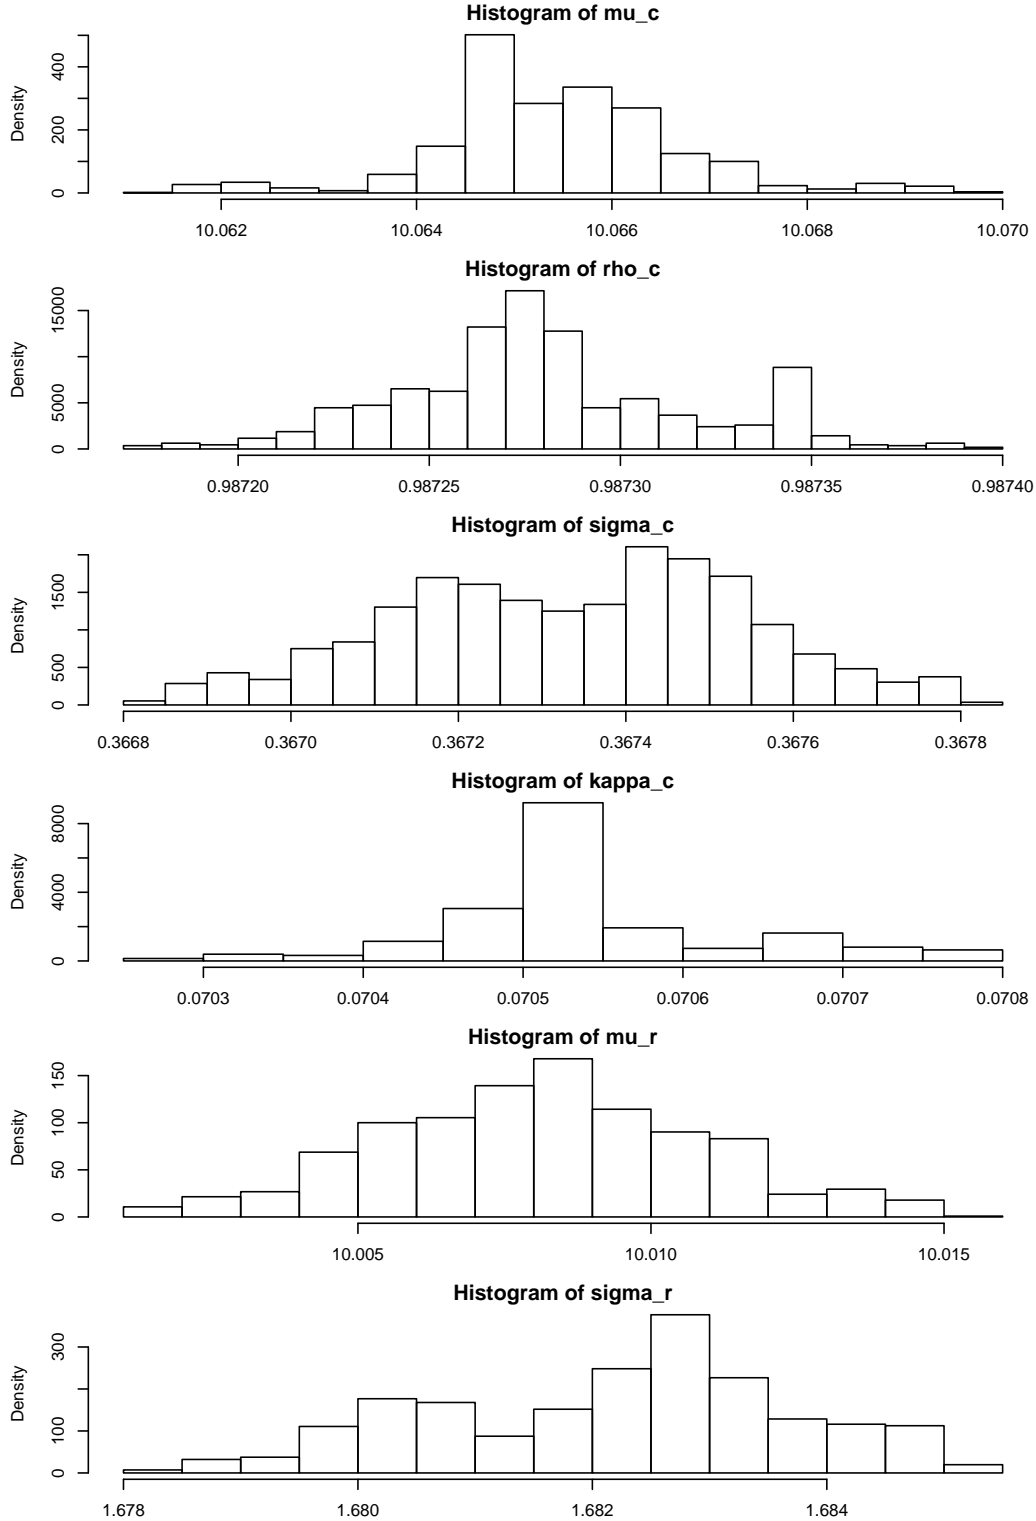 Histogram of mu_c
Density
0 200 400
10.062 10.064 10.066 10.068 10.070
Histogram of rho_c
Density
0 5000 15000
0.98720 0.98725 0.98730 0.98735 0.98740
Histogram of sigma_c
Density
0 500 1500
0.3668 0.3670 0.3672 0.3674 0.3676 0.3678
Histogram of kappa_c
Density
0 4000 8000
0.0703 0.0704 0.0705 0.0706 0.0707 0.0708
Histogram of mu_r
Density
0 50 100 150
10.005 10.010 10.015
Histogram of sigma_r
Density
0 100 300
1.678 1.680 1.682 1.684